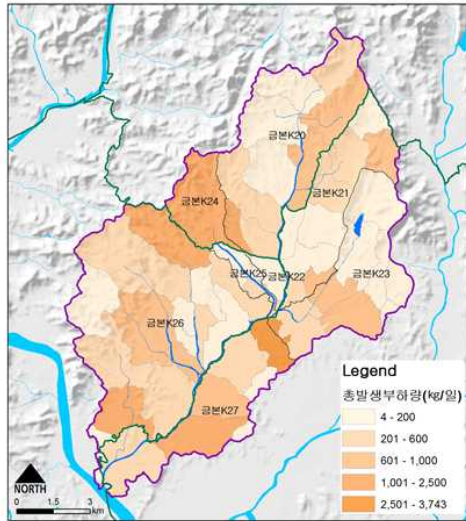 금본K20
금본K24
금본K21
금본K25
금본K22
금본K23
금본K26
금본K27
Legend
총발생부하량(kg/일)
4 - 200
201 - 600
601 - 1,000
1,001 - 2,500
2,501 - 3,743
NORTH
0 1.5 3
km